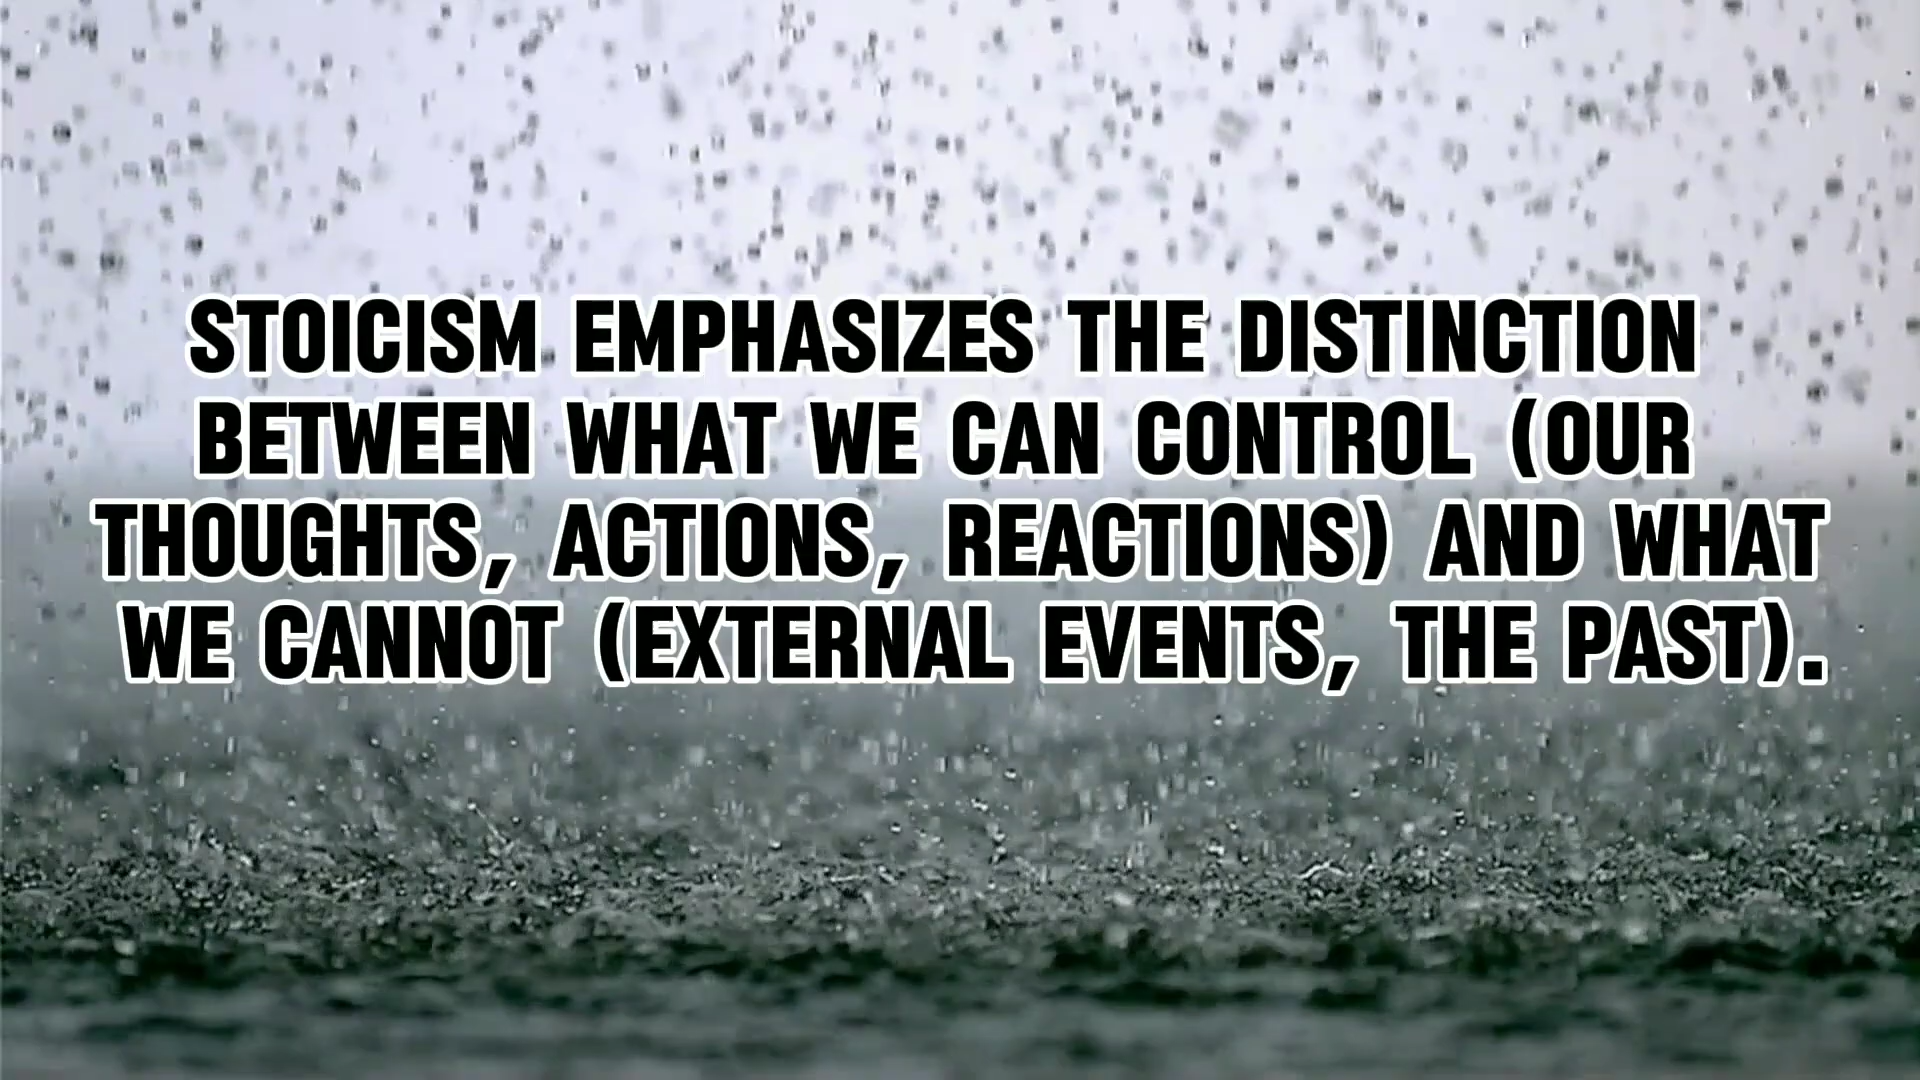 STOICISM EMPHASIZES THE DISTINCTION
BETWEEN WHAT WE CAN CONTROL (OUR
THOUGHTS, ACTIONS, REACTIONS) AND WHAT
WE CANNOT (EXTERNAL EVENTS, THE PAST).